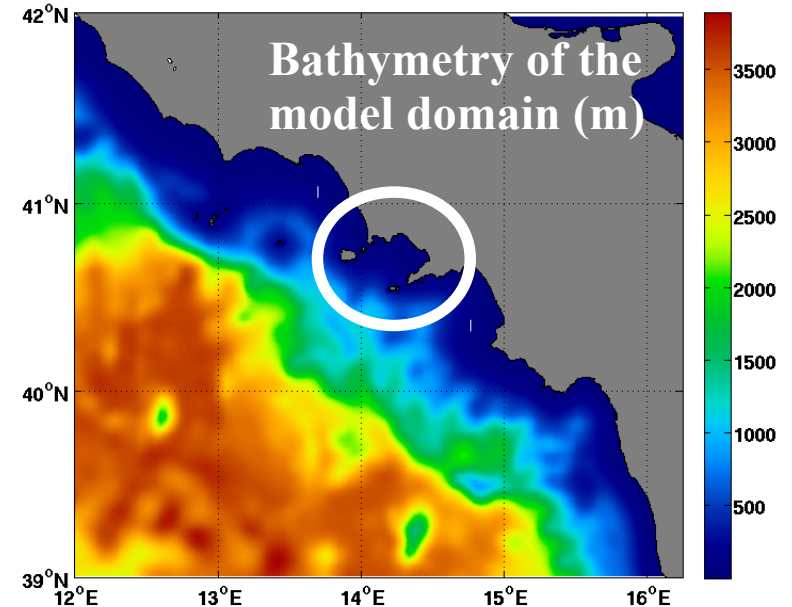 Bathymetry of the
model domain (m)
42°N
41°N
40°N
39°N
12°E
13°E
14°E
15°E
16°E
3500
3000
2500
2000
1500
1000
500